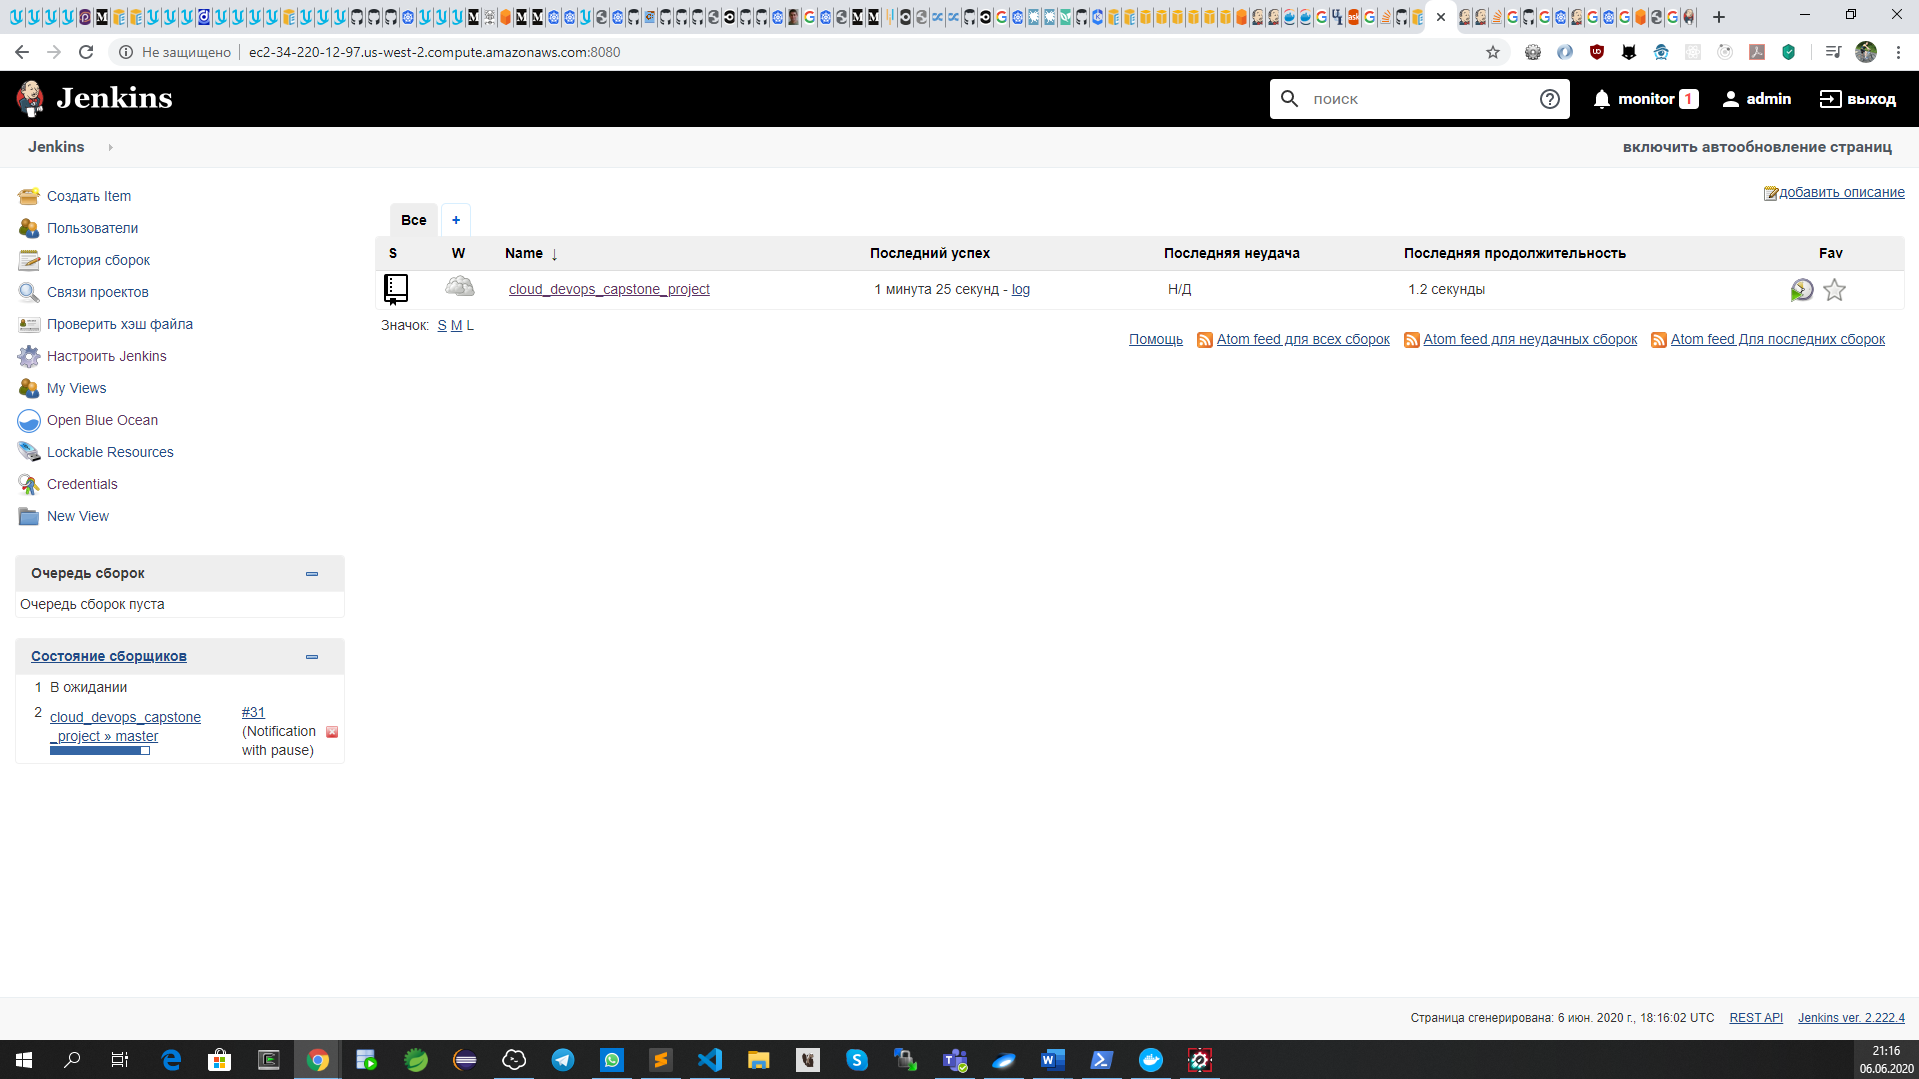 Не защищено
ec2-34-220-12-97.us-west-2.compute.amazonaws.com:8080
Jenkins
поиск
monitor 1
admin
выход
Jenkins
включить автообновление страниц
Создать Item
Пользователи
История сборок
Связи проектов
Проверить хэш файла
Настроить Jenkins
My Views
Open Blue Ocean
Lockable Resources
Credentials
New View
Очередь сборок
Очередь сборок пуста
Состояние сборщиков
1 В ожидании
2 cloud_devops_capstone
_project » master
#31
(Notification
with pause)
добавить описание
Все +
S W Name ↓ Последний успех Последняя неудача Последняя продолжительность Fav
cloud_devops_capstone_project 1 минута 25 секунд - log Н/Д 1.2 секунды
Значок: S M L
Помощь Atom feed для всех сборок Atom feed для неудачных сборок Atom feed Для последних сборок
Страница сгенерирована: 6 июн. 2020 г., 18:16:02 UTC REST API Jenkins ver. 2.222.4
21:16
06.06.2020